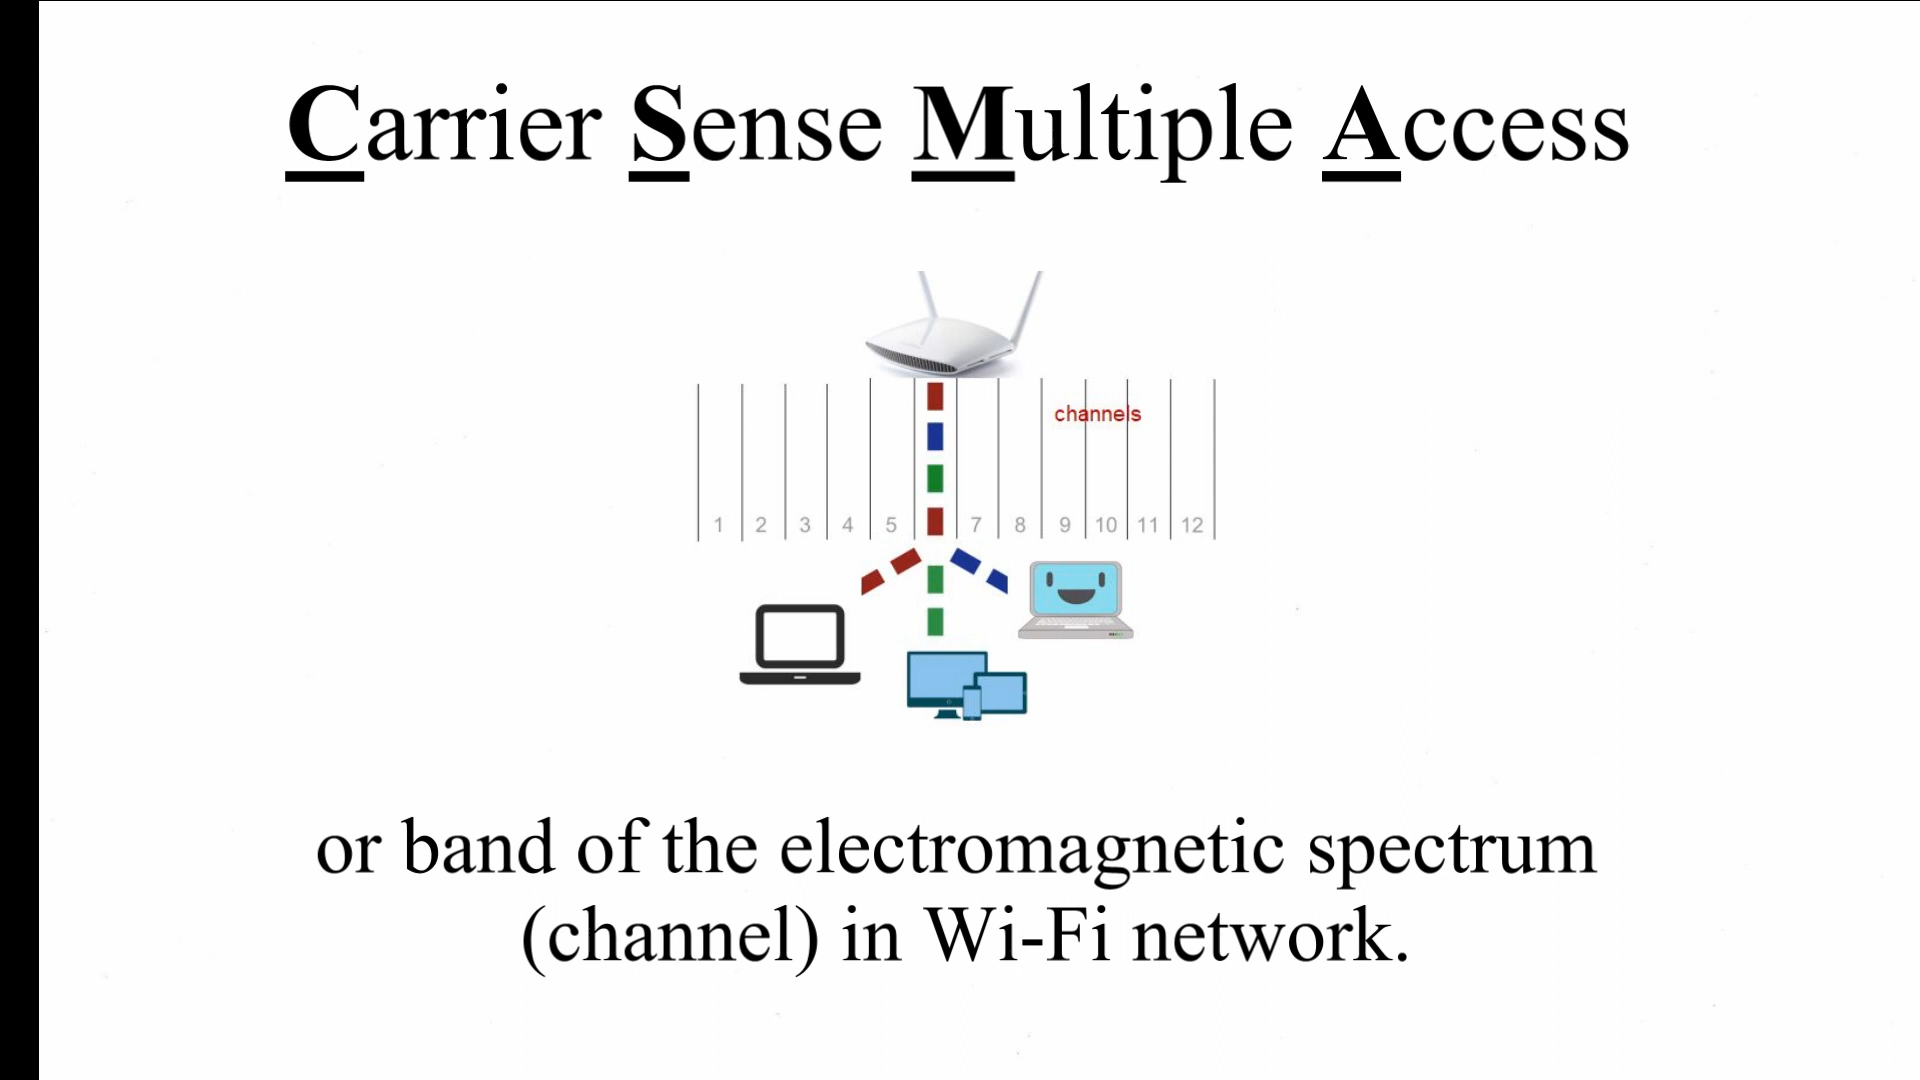 Carrier Sense Multiple Access
channels
1 2 3 4 5 7 8 9 10 11 12
or band of the electromagnetic spectrum
(channel) in Wi-Fi network.